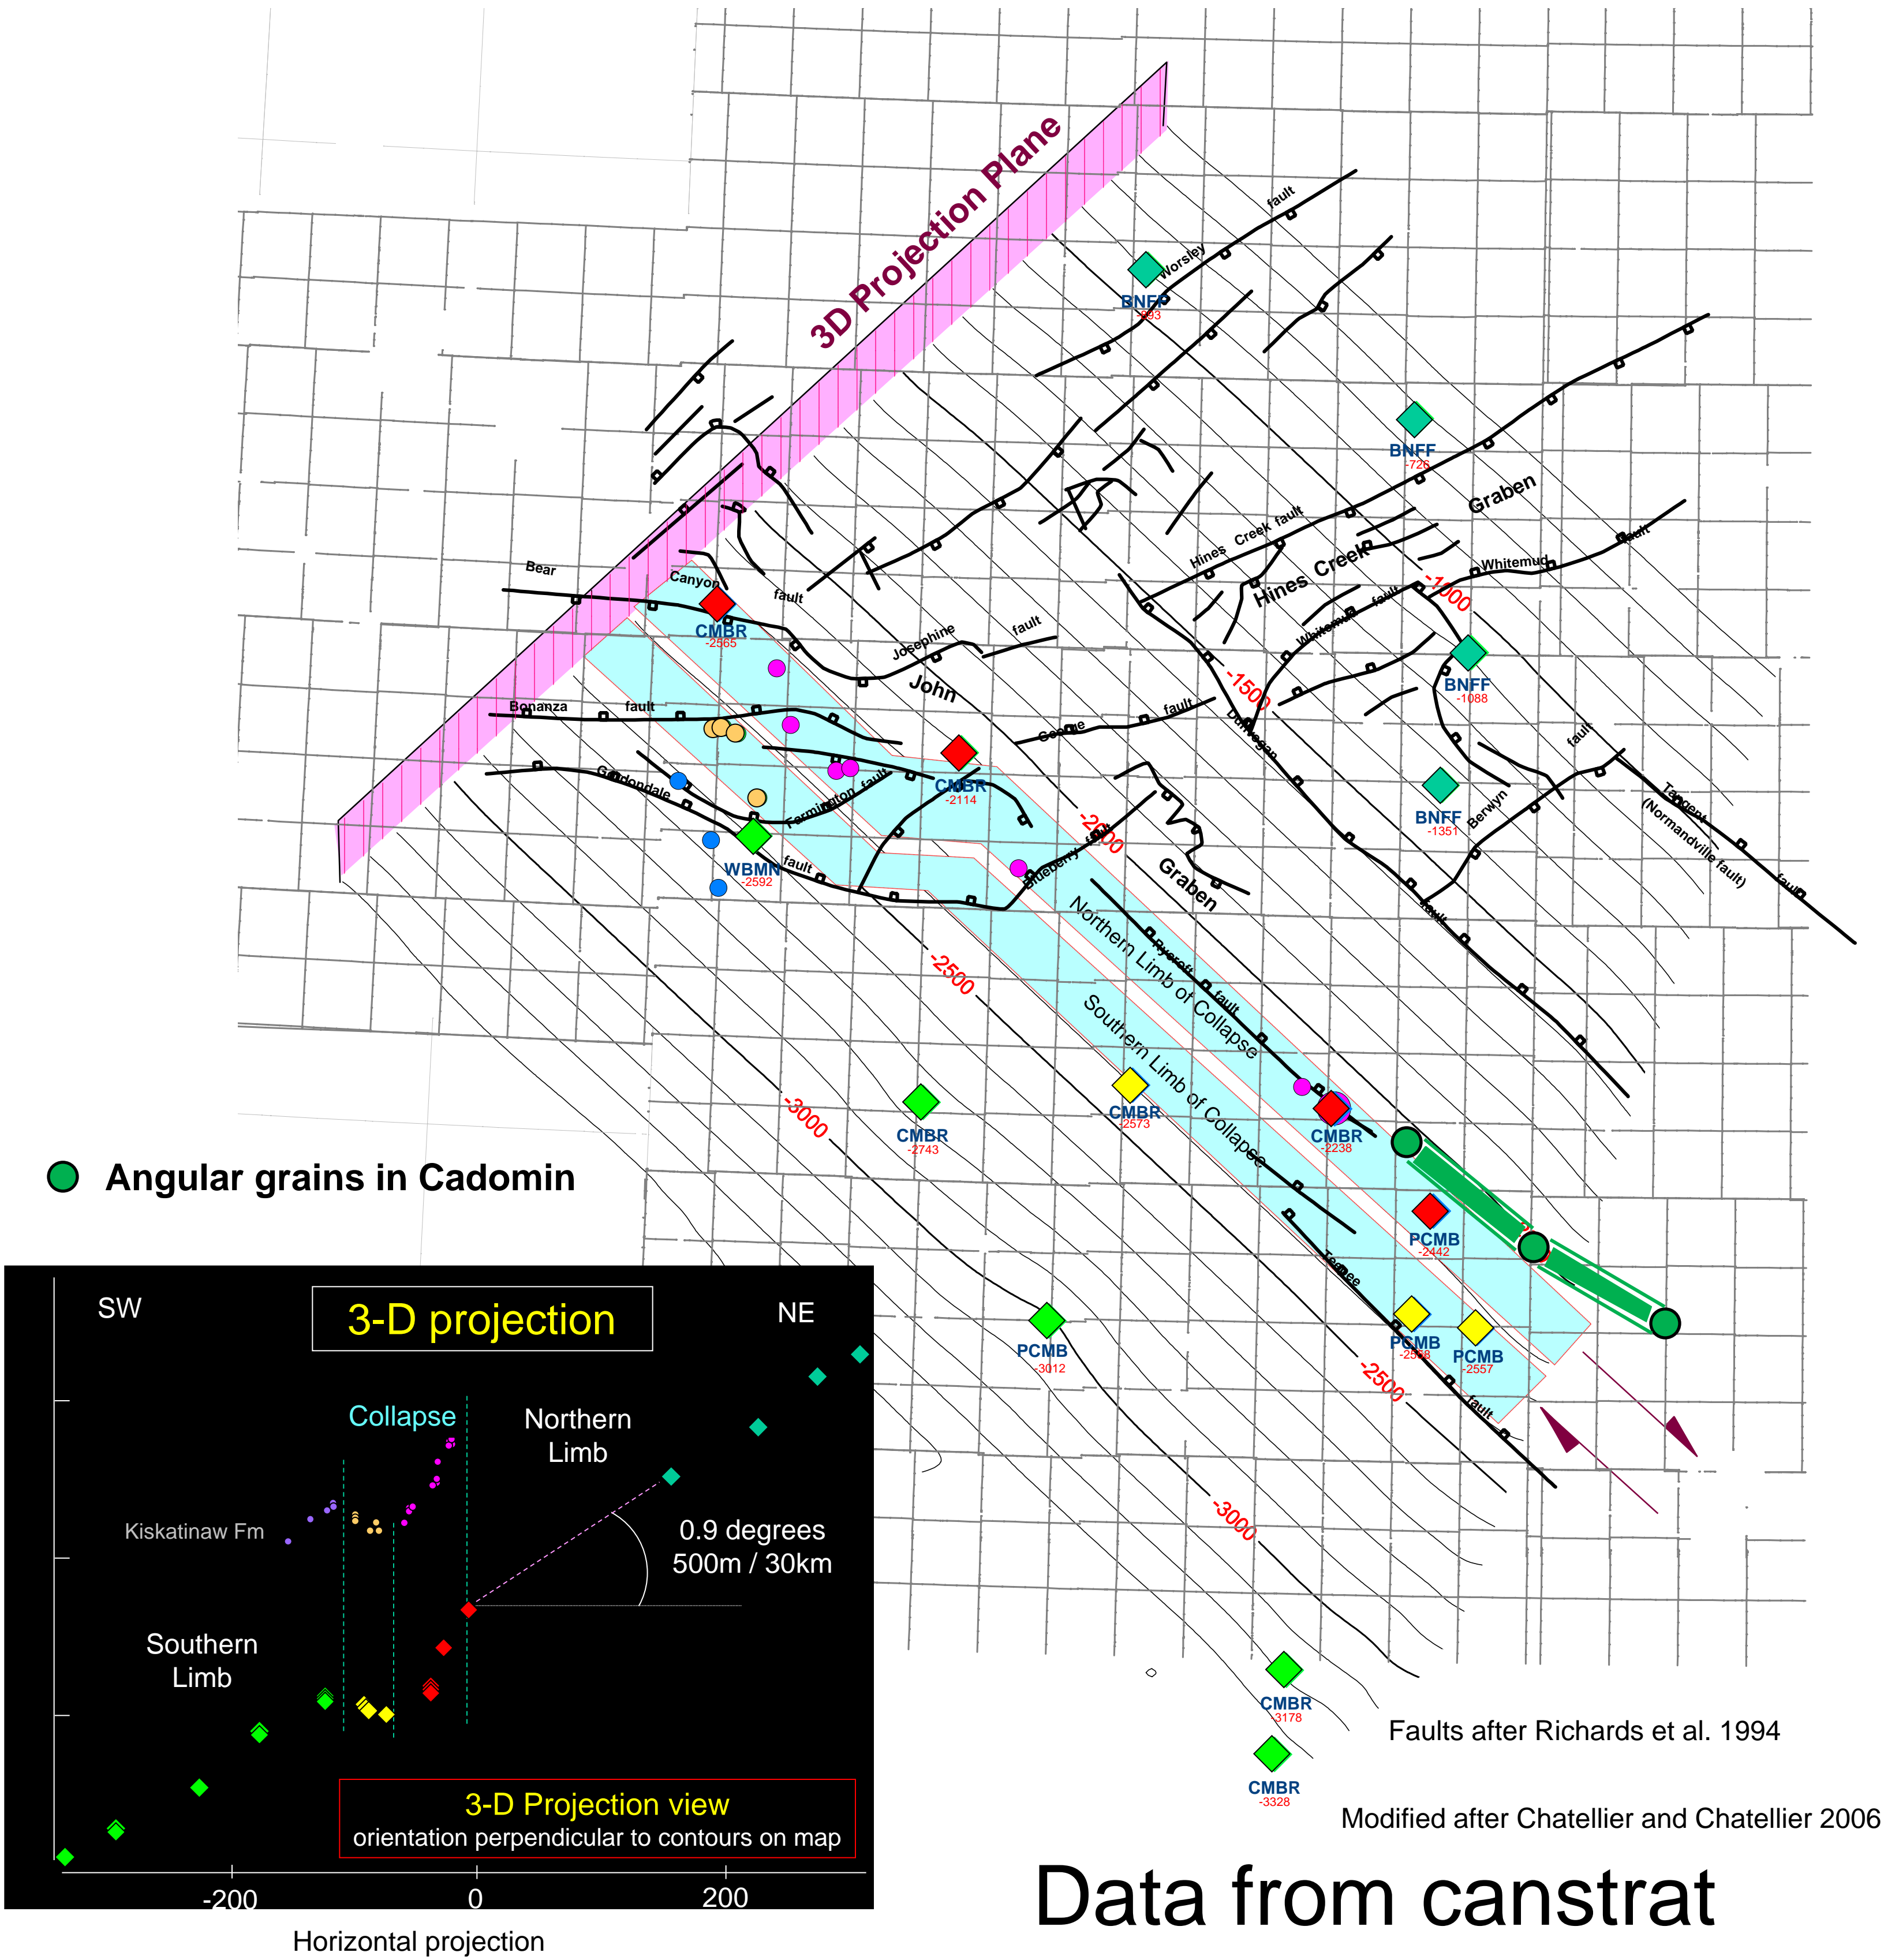 3D Projection Plane
Worsley
fault
BNFF
BNFF
-726
Graben
Hines Creek fault
Hines Creek
Whitemud
fault
-1000
Whitemud
fault
Bear
Canyon
fault
CMBR
-2565
Josephine
fault
John
BNFF
-1088
-1500
Bonanza
fault
George
fault
Dunvegan
fault
Gordondale
Farmington fault
CMBR
-2114
BNFF
-1351
Berwyn
fault
Tangent
(Normandville fault)
fault
-2000
WBMN
-2592
fault
Blueberry fault
Graben
Northern Limb of Collapse
Rycroft
fault
-2500
Southern Limb of Collapse
CMBR
-2743
-3000
CMBR
-2573
CMBR
-2238
Angular grains in Cadomin
PCMB
-2442
PCMB
PCMB
-2557
PCMB
-3012
-2500
fault
-3000
CMBR
-3178
CMBR
-3328
SW
3-D projection
NE
Collapse
Northern
Limb
Kiskatinaw Fm
0.9 degrees
500m / 30km
Southern
Limb
3-D Projection view
orientation perpendicular to contours on map
-200
0
200
Horizontal projection
Faults after Richards et al. 1994
Modified after Chatellier and Chatellier 2006
Data from canstrat